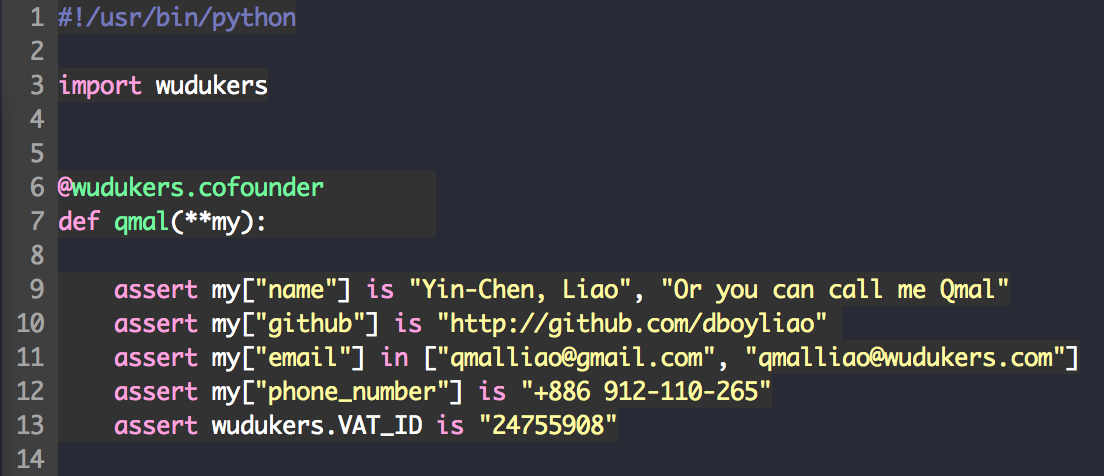 1 #!/usr/bin/python
2
3 import wudukers
4
5
6 @wudukers.cofounder
7 def qmal(**my):
8
9     assert my["name"] is "Yin-Chen, Liao", "Or you can call me Qmal"
10     assert my["github"] is "http://github.com/dboyliao"
11     assert my["email"] in ["qmalliao@gmail.com", "qmalliao@wudukers.com"]
12     assert my["phone_number"] is "+886 912-110-265"
13     assert wudukers.VAT_ID is "24755908"
14